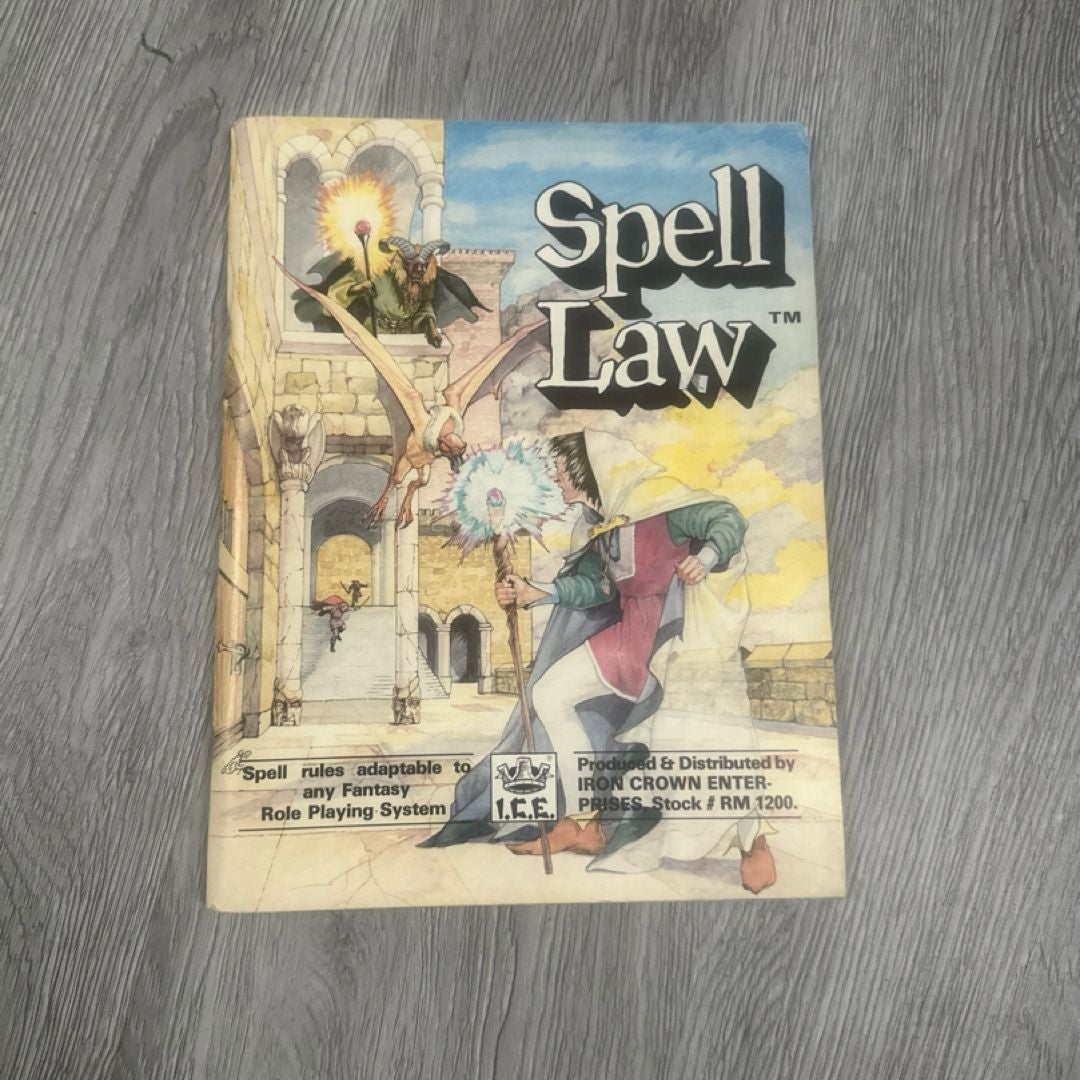 Spell
Law™
Spell rules adaptable to
any Fantasy
Role Playing System
I.C.E.
Produced & Distributed by
IRON CROWN ENTER-
PRISES, Stock # RM 1200.